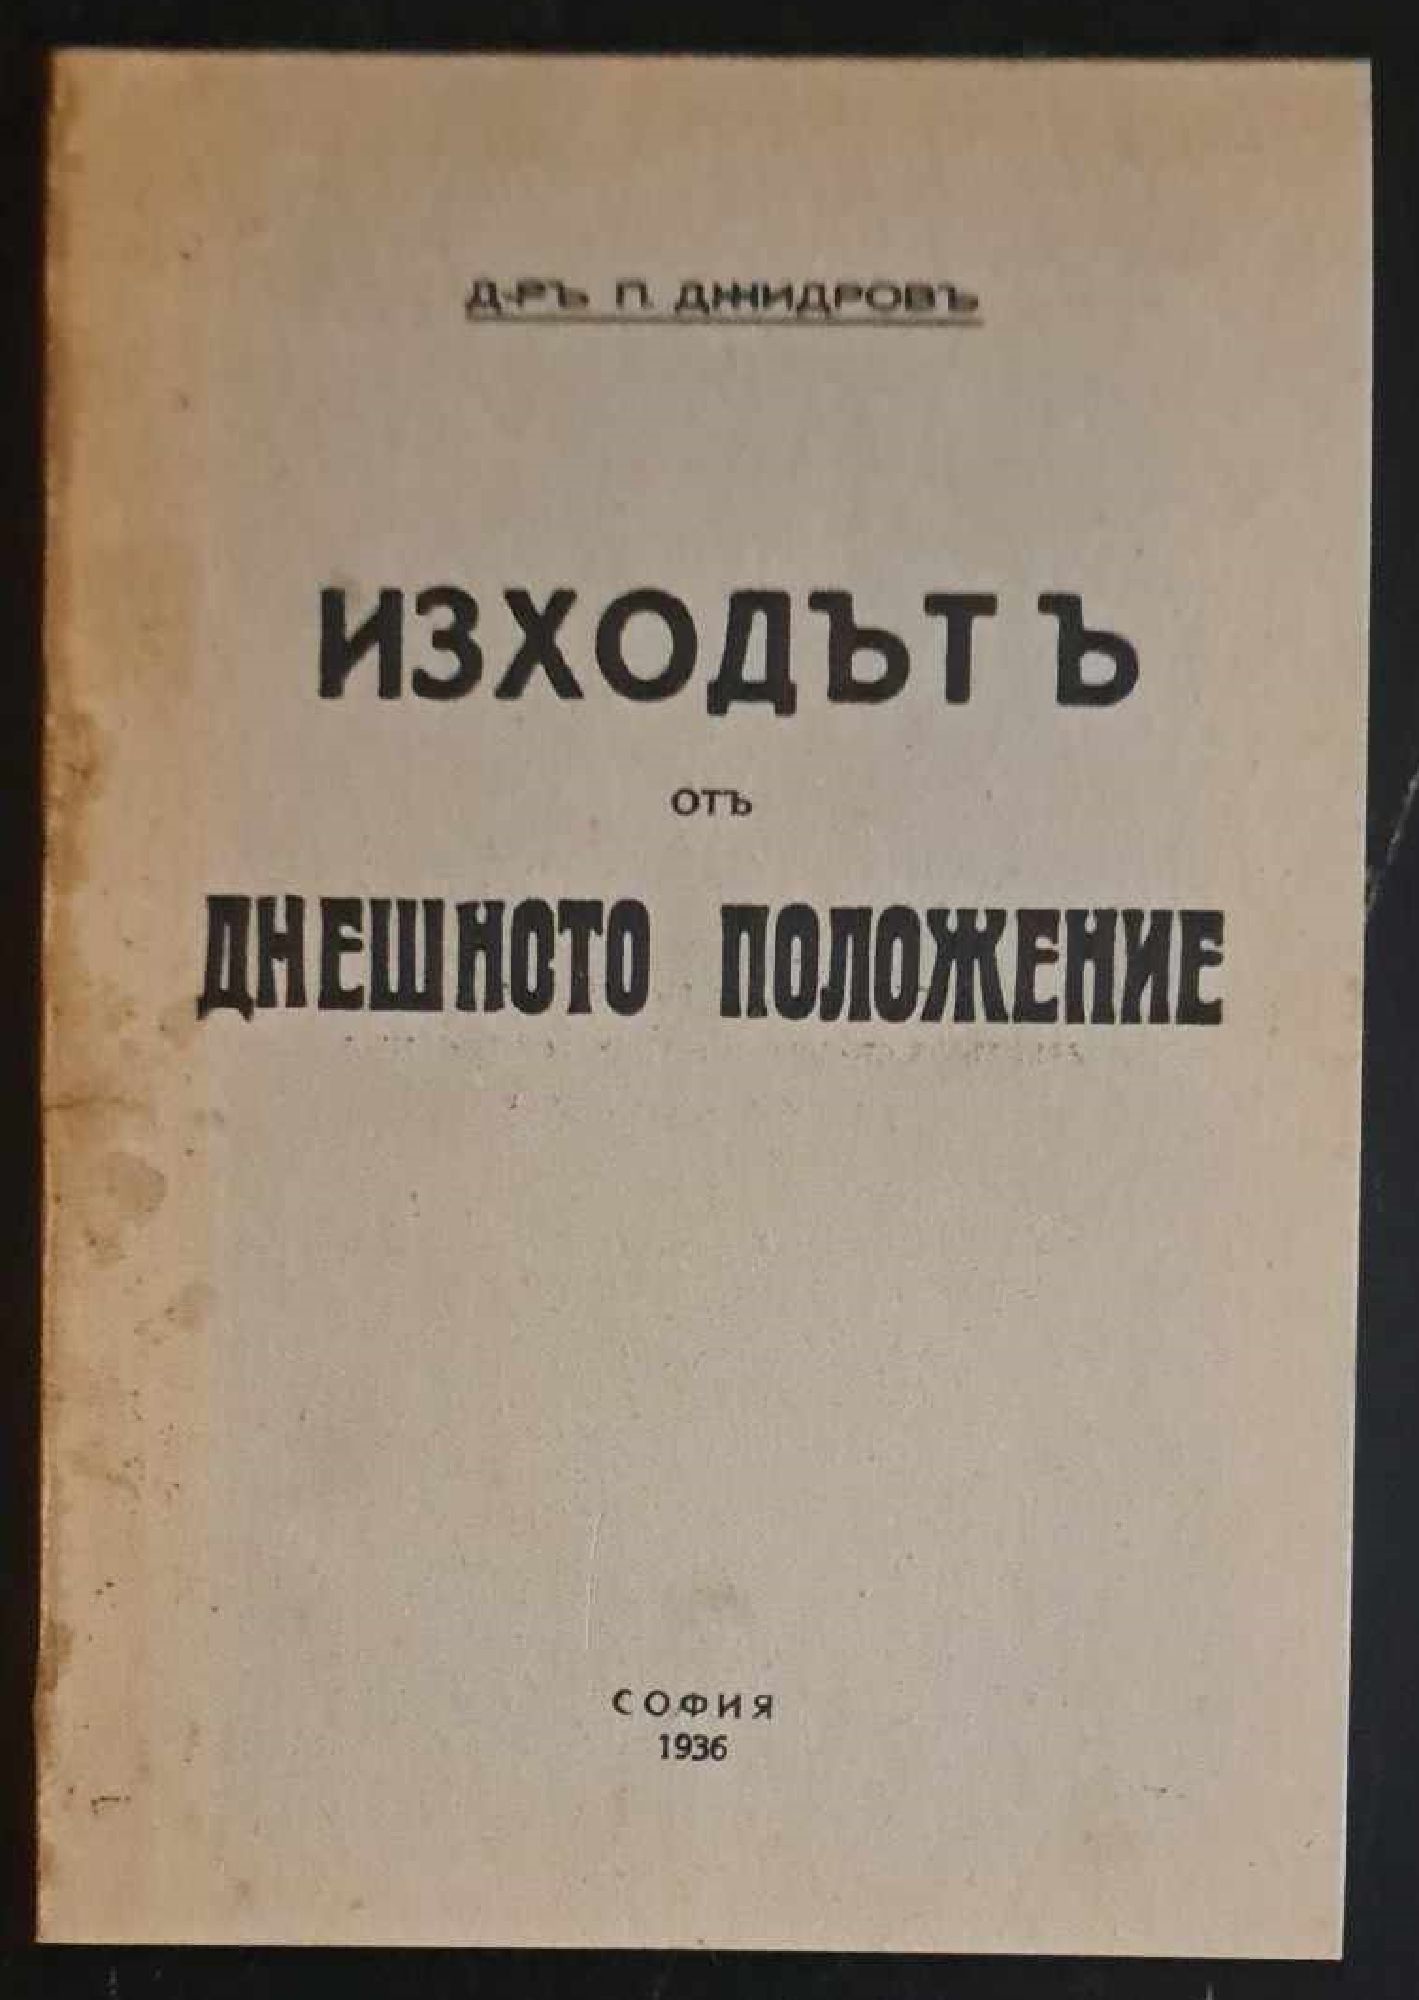 Д-РЪ П. ДЖИДРОВЪ
ИЗХОДЪТЪ
ОТЪ
ДНЕШНОТО ПОЛОЖЕНИЕ
СОФИЯ
1936